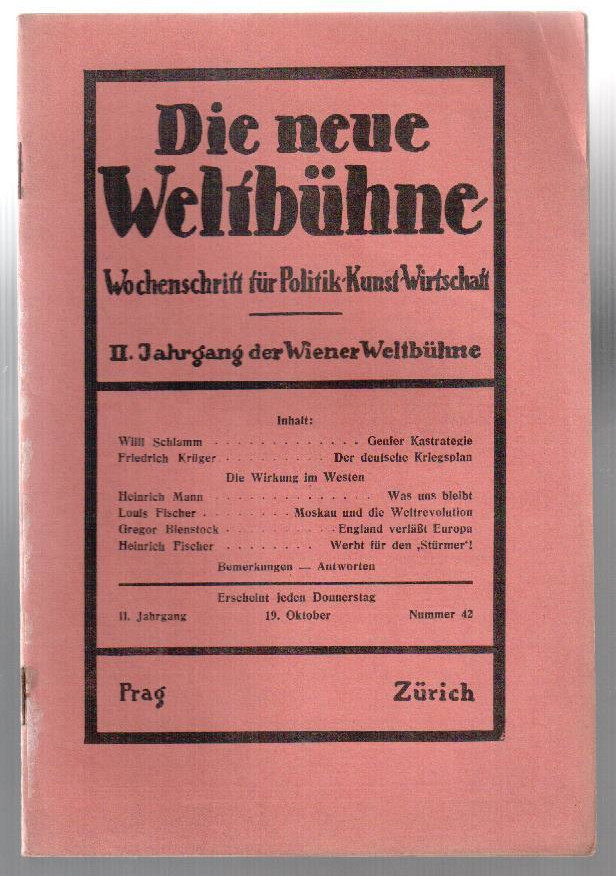 Die neue
Weltbühne
Wochenschrift für Politik·Kunst·Wirtschaft
II. Jahrgang der Wiener Weltbühne
Inhalt:
Willi Schlamm . . . . . . . . . . . . . . Genfer Kastrategie
Friedrich Krüger . . . . . . . . . . . Der deutsche Kriegsplan
Die Wirkung im Westen
Heinrich Mann . . . . . . . . . . . . . . . Was uns bleibt
Louis Fischer . . . . . . . . . Moskau und die Weltrevolution
Gregor Bienstock . . . . . . . . . . . England verläßt Europa
Heinrich Fischer . . . . . . . . . Werbt für den ‚Stürmer'!
Bemerkungen — Antworten
Erscheint jeden Donnerstag
II. Jahrgang 19. Oktober Nummer 42
Prag Zürich